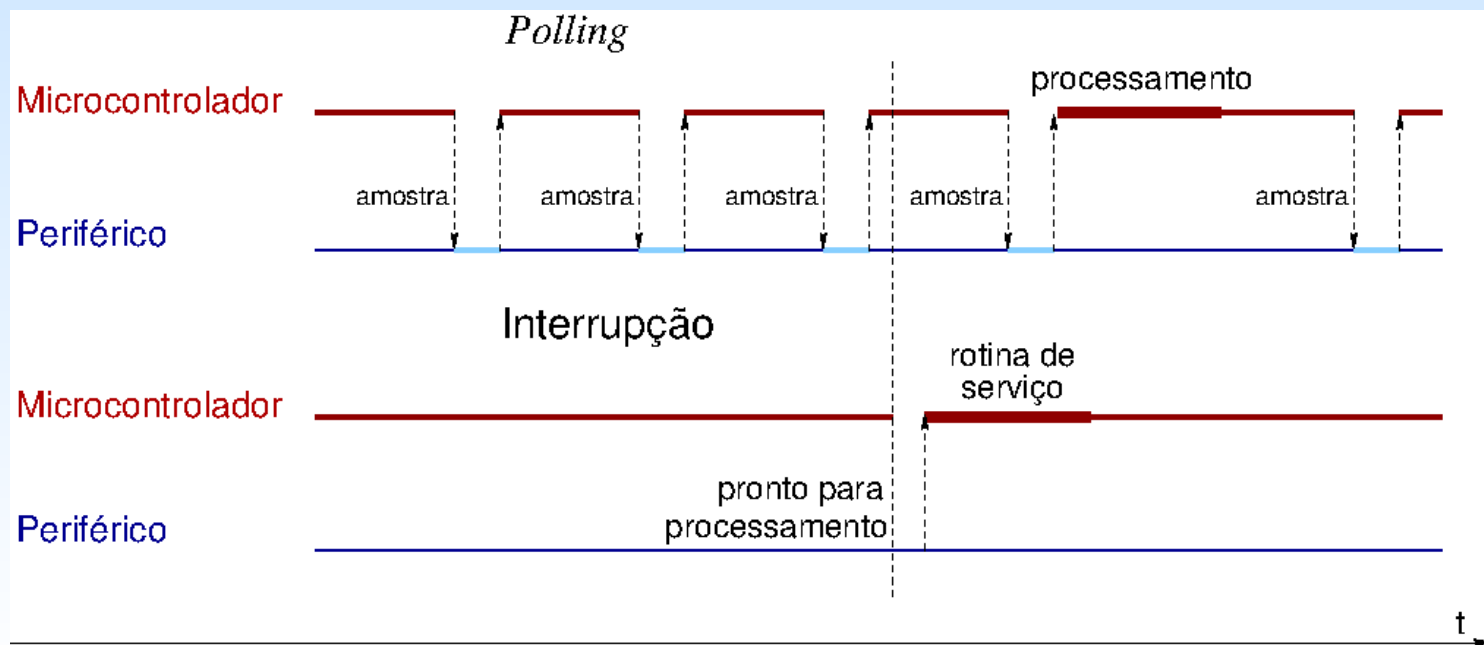 Polling
Microcontrolador
processamento
amostra
amostra
amostra
amostra
amostra
Periférico
Interrupção
rotina de
serviço
Microcontrolador
pronto para
processamento
Periférico
t